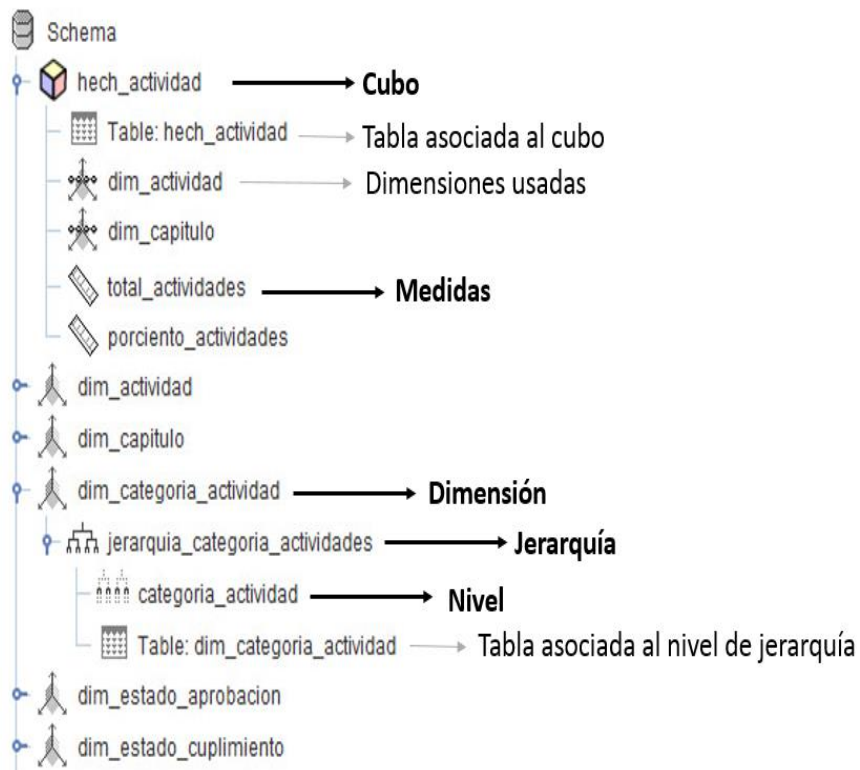 Schema
hech_actividad Cubo
Table: hech_actividad Tabla asociada al cubo
dim_actividad Dimensiones usadas
dim_capitulo
total_actividades Medidas
porciento_actividades
dim_actividad
dim_capitulo
dim_categoria_actividad Dimensión
jerarquia_categoria_actividades Jerarquía
categoria_actividad Nivel
Table: dim_categoria_actividad Tabla asociada al nivel de jerarquía
dim_estado_aprobacion
dim_estado_cuplimiento